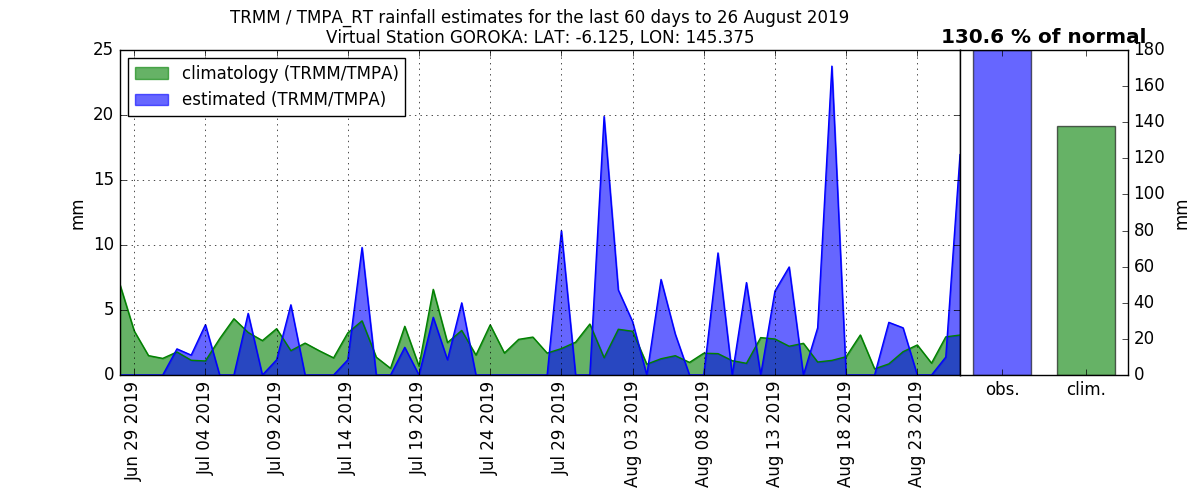 TRMM / TMPA_RT rainfall estimates for the last 60 days to 26 August 2019
Virtual Station GOROKA: LAT: -6.125, LON: 145.375
130.6 % of normal
climatology (TRMM/TMPA)
estimated (TRMM/TMPA)
25
20
15
10
5
0
mm
180
160
140
120
100
80
60
40
20
0
mm
Jun 29 2019
Jul 04 2019
Jul 09 2019
Jul 14 2019
Jul 19 2019
Jul 24 2019
Jul 29 2019
Aug 03 2019
Aug 08 2019
Aug 13 2019
Aug 18 2019
Aug 23 2019
obs.
clim.